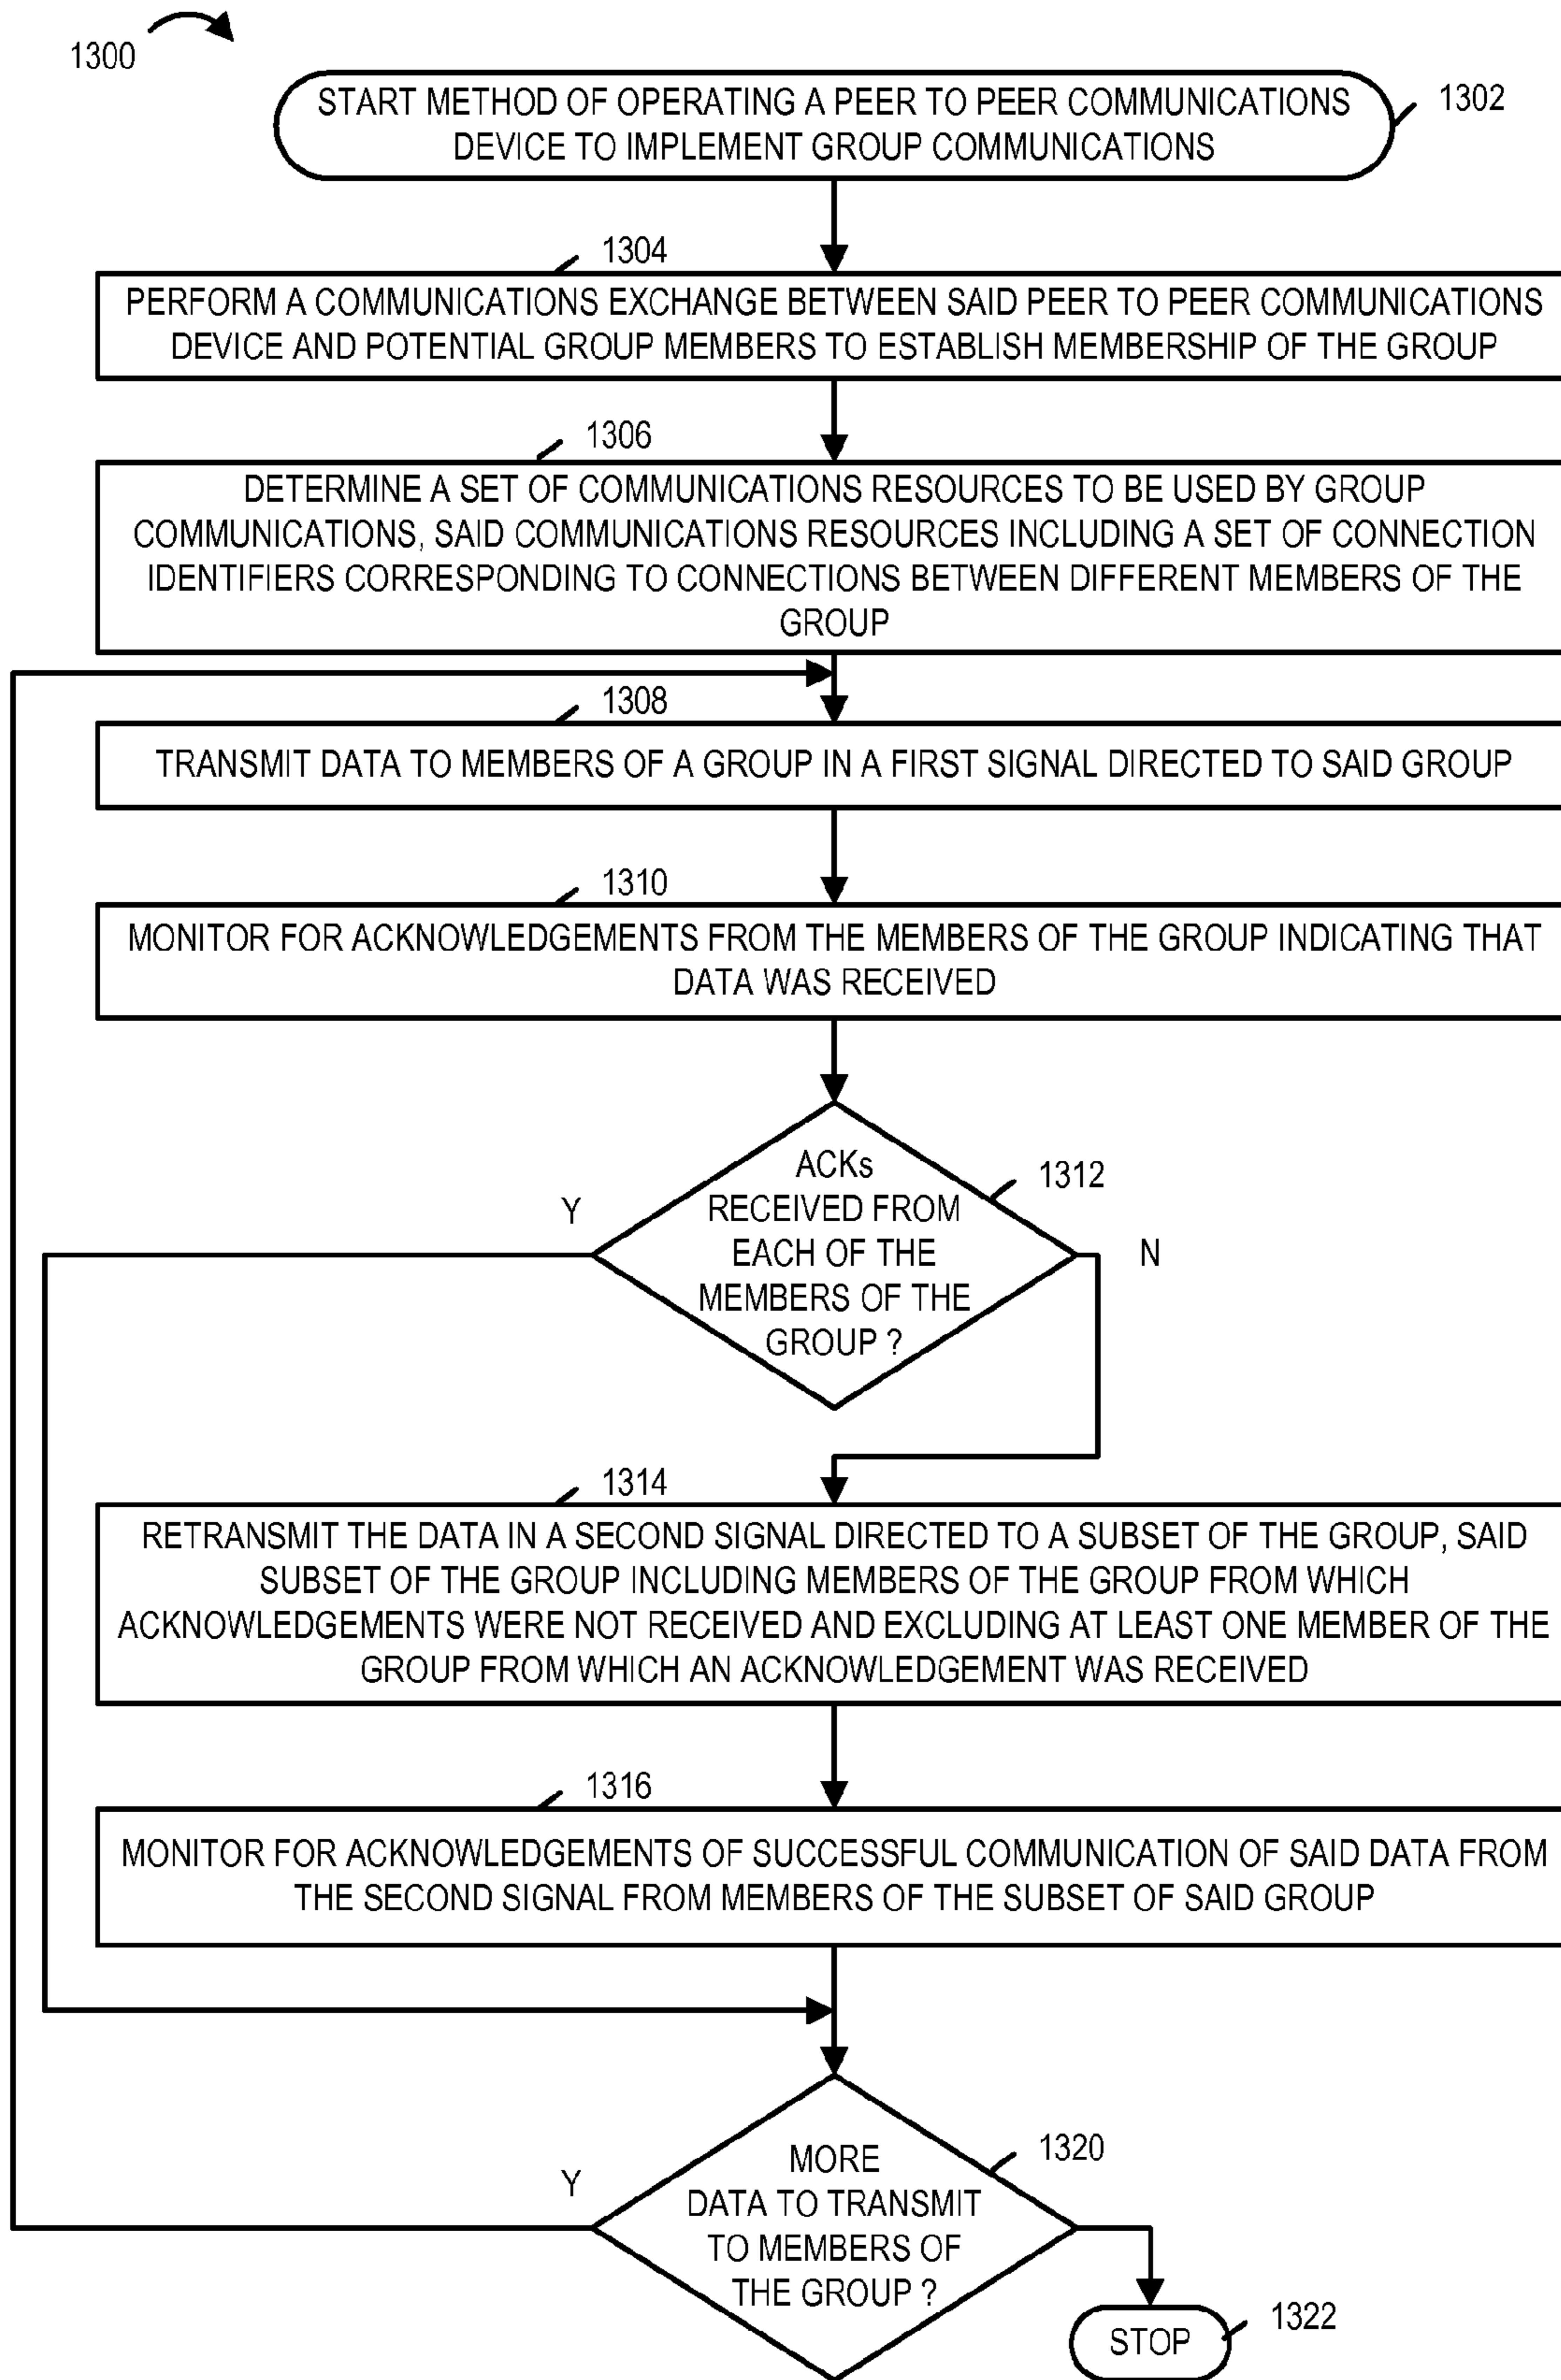 1300
START METHOD OF OPERATING A PEER TO PEER COMMUNICATIONS
DEVICE TO IMPLEMENT GROUP COMMUNICATIONS
1302
1304
PERFORM A COMMUNICATIONS EXCHANGE BETWEEN SAID PEER TO PEER COMMUNICATIONS
DEVICE AND POTENTIAL GROUP MEMBERS TO ESTABLISH MEMBERSHIP OF THE GROUP
1306
DETERMINE A SET OF COMMUNICATIONS RESOURCES TO BE USED BY GROUP
COMMUNICATIONS, SAID COMMUNICATIONS RESOURCES INCLUDING A SET OF CONNECTION
IDENTIFIERS CORRESPONDING TO CONNECTIONS BETWEEN DIFFERENT MEMBERS OF THE
GROUP
1308
TRANSMIT DATA TO MEMBERS OF A GROUP IN A FIRST SIGNAL DIRECTED TO SAID GROUP
1310
MONITOR FOR ACKNOWLEDGEMENTS FROM THE MEMBERS OF THE GROUP INDICATING THAT
DATA WAS RECEIVED
1312
ACKs
RECEIVED FROM
EACH OF THE
MEMBERS OF THE
GROUP ?
Y
N
1314
RETRANSMIT THE DATA IN A SECOND SIGNAL DIRECTED TO A SUBSET OF THE GROUP, SAID
SUBSET OF THE GROUP INCLUDING MEMBERS OF THE GROUP FROM WHICH
ACKNOWLEDGEMENTS WERE NOT RECEIVED AND EXCLUDING AT LEAST ONE MEMBER OF THE
GROUP FROM WHICH AN ACKNOWLEDGEMENT WAS RECEIVED
1316
MONITOR FOR ACKNOWLEDGEMENTS OF SUCCESSFUL COMMUNICATION OF SAID DATA FROM
THE SECOND SIGNAL FROM MEMBERS OF THE SUBSET OF SAID GROUP
1320
MORE
DATA TO TRANSMIT
TO MEMBERS OF
THE GROUP ?
Y
STOP
1322